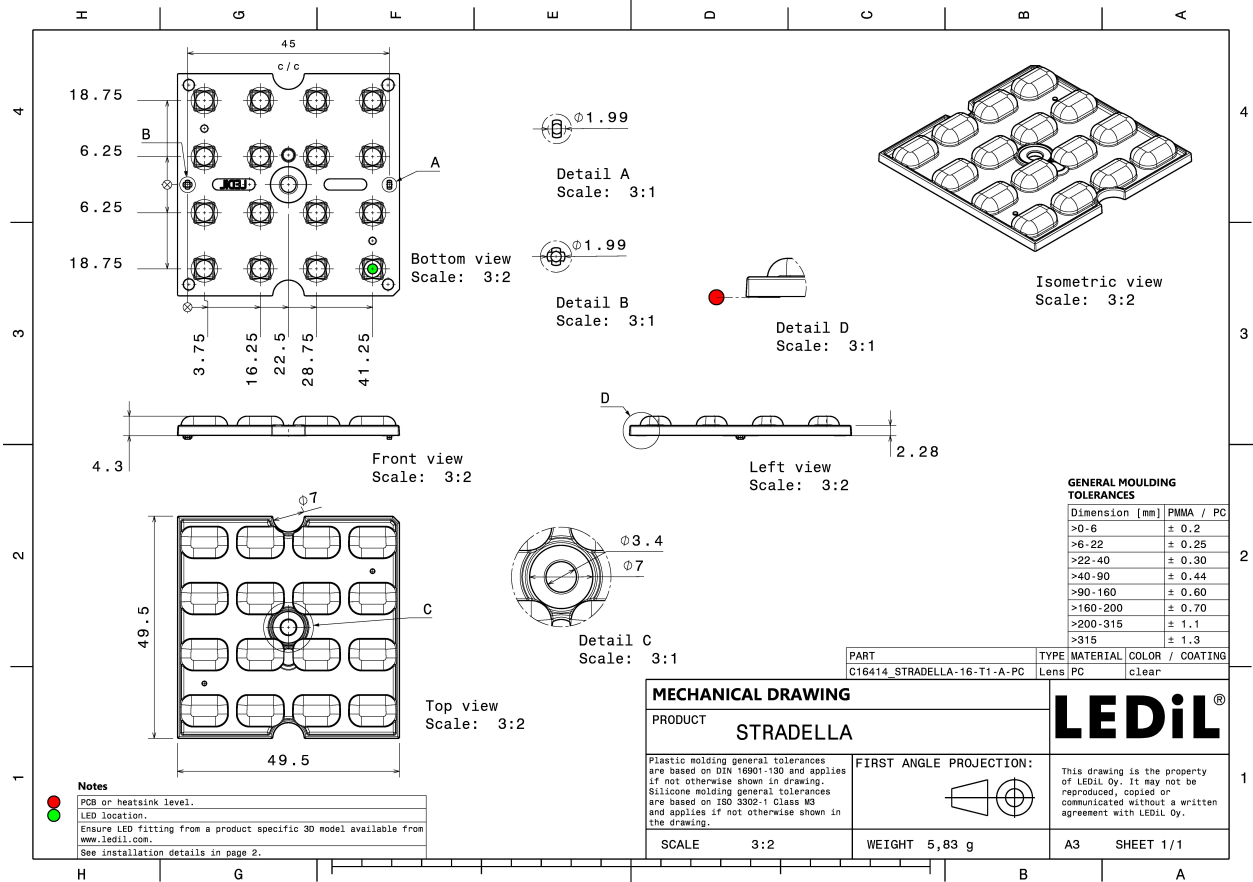 H G F E D C B A
4
3
2
1
45
c/c
18.75
6.25
6.25
18.75
B
A
LEDiL
Bottom view
Scale: 3:2
3.75
16.25
22.5
28.75
41.25
∅1.99
Detail A
Scale: 3:1
∅1.99
Detail B
Scale: 3:1
Detail D
Scale: 3:1
Isometric view
Scale: 3:2
4
3
2
1
4.3
Front view
Scale: 3:2
D
2.28
Left view
Scale: 3:2
∅7
49.5
C
49.5
Top view
Scale: 3:2
∅3.4
∅7
Detail C
Scale: 3:1
GENERAL MOULDING
TOLERANCES
Dimension [mm] PMMA / PC
>0-6 ± 0.2
>6-22 ± 0.25
>22-40 ± 0.30
>40-90 ± 0.44
>90-160 ± 0.60
>160-200 ± 0.70
>200-315 ± 1.1
>315 ± 1.3
PART TYPE MATERIAL COLOR / COATING
C16414_STRADELLA-16-T1-A-PC Lens PC clear
MECHANICAL DRAWING
PRODUCT
STRADELLA
LEDiL®
Plastic molding general tolerances
are based on DIN 16901-130 and applies
if not otherwise shown in drawing.
Silicone molding general tolerances
are based on ISO 3302-1 Class M3
and applies if not otherwise shown in
the drawing.
FIRST ANGLE PROJECTION:
This drawing is the property
of LEDiL Oy. It may not be
reproduced, copied or
communicated without a written
agreement with LEDiL Oy.
SCALE 3:2
WEIGHT 5,83 g
A3 SHEET 1/1
Notes
PCB or heatsink level.
LED location.
Ensure LED fitting from a product specific 3D model available from
www.ledil.com.
See installation details in page 2.
H G B A